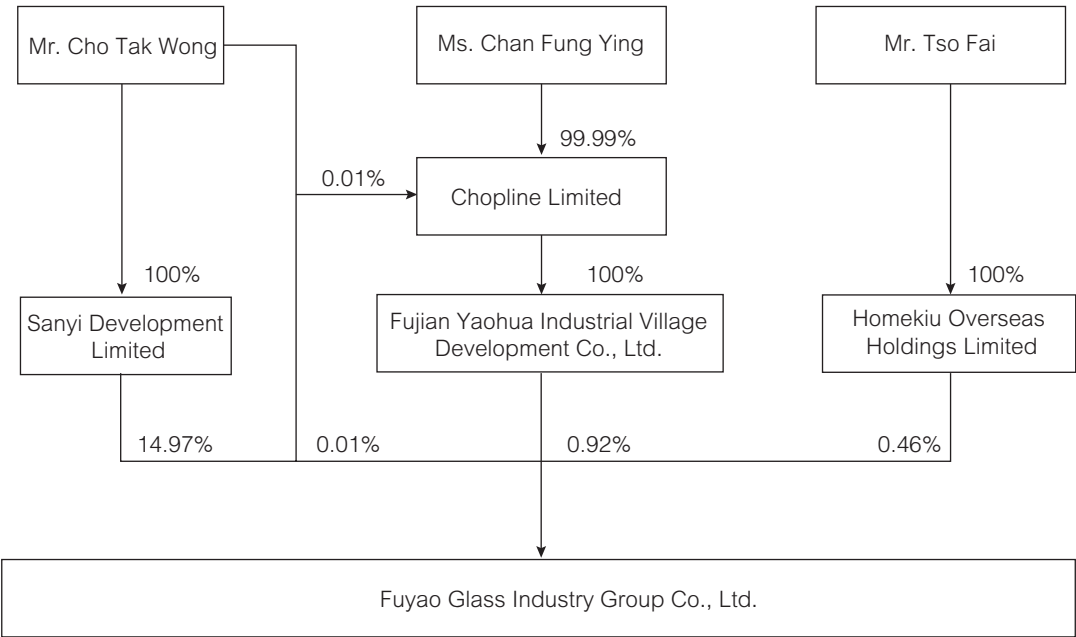 Mr. Cho Tak Wong
Ms. Chan Fung Ying
Mr. Tso Fai
99.99%
0.01%
Chopline Limited
100%
100%
100%
Sanyi Development
Limited
Fujian Yaohua Industrial Village
Development Co., Ltd.
Homekiu Overseas
Holdings Limited
14.97%
0.01%
0.92%
0.46%
Fuyao Glass Industry Group Co., Ltd.